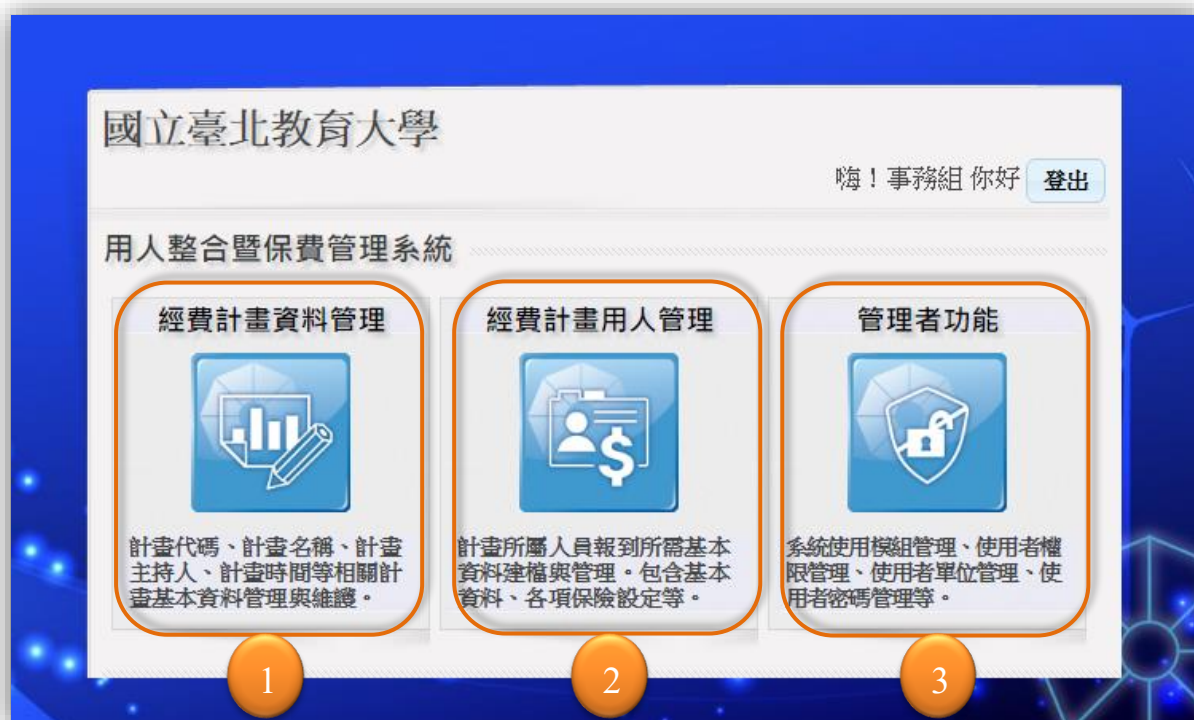 國立臺北教育大學
嗨！事務組 你好 登出
用人整合暨保費管理系統
經費計畫資料管理
計畫代碼、計畫名稱、計畫
主持人、計畫時間等相關計
畫基本資料管理與維護。
1
經費計畫用人管理
計畫所屬人員報到所需基本
資料建檔與管理。包含基本
資料、各項保險設定等。
2
管理者功能
系統使用模組管理、使用者權
限管理、使用者單位管理、使
用者密碼管理等。
3